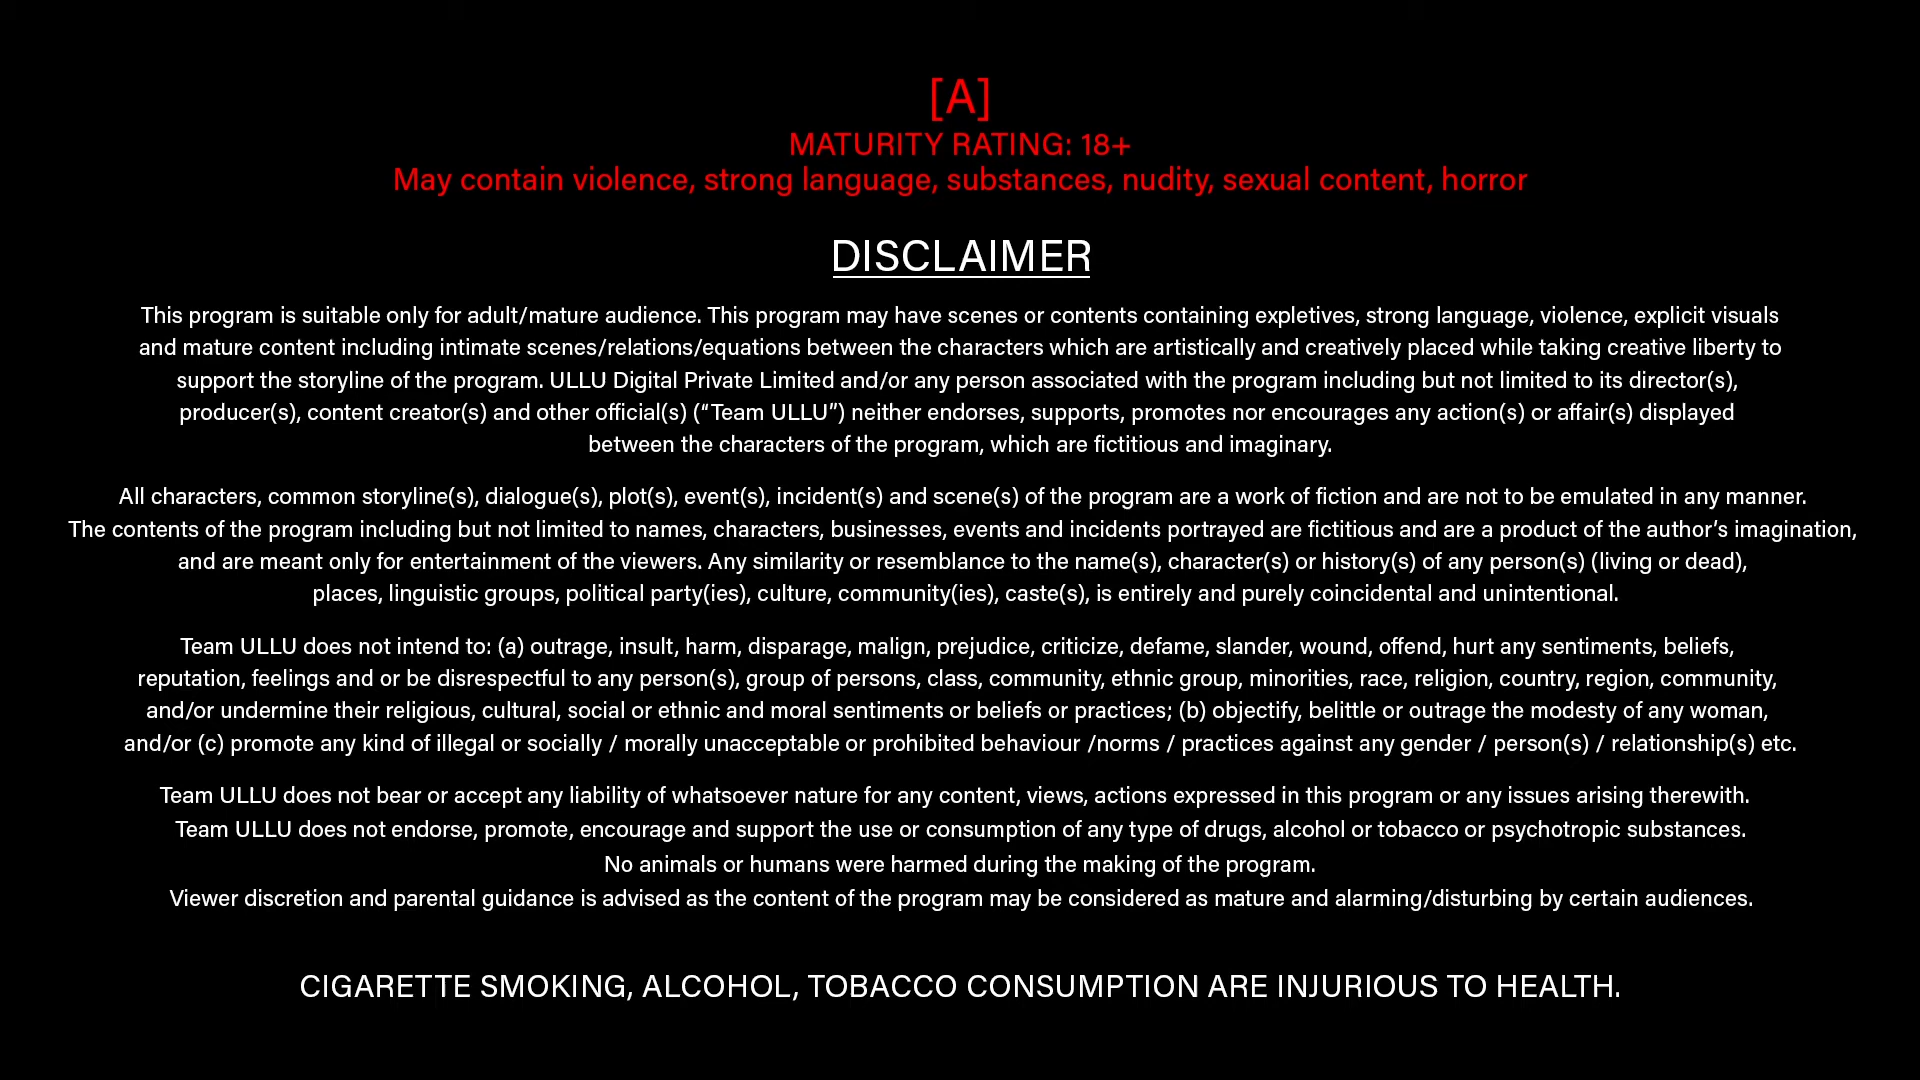 [A]
MATURITY RATING: 18+
May contain violence, strong language, substances, nudity, sexual content, horror
DISCLAIMER
This program is suitable only for adult/mature audience. This program may have scenes or contents containing expletives, strong language, violence, explicit visuals
and mature content including intimate scenes/relations/equations between the characters which are artistically and creatively placed while taking creative liberty to
support the storyline of the program. ULLU Digital Private Limited and/or any person associated with the program including but not limited to its director(s),
producer(s), content creator(s) and other official(s) (“Team ULLU”) neither endorses, supports, promotes nor encourages any action(s) or affair(s) displayed
between the characters of the program, which are fictitious and imaginary.
All characters, common storyline(s), dialogue(s), plot(s), event(s), incident(s) and scene(s) of the program are a work of fiction and are not to be emulated in any manner.
The contents of the program including but not limited to names, characters, businesses, events and incidents portrayed are fictitious and are a product of the author’s imagination,
and are meant only for entertainment of the viewers. Any similarity or resemblance to the name(s), character(s) or history(s) of any person(s) (living or dead),
places, linguistic groups, political party(ies), culture, community(ies), caste(s), is entirely and purely coincidental and unintentional.
Team ULLU does not intend to: (a) outrage, insult, harm, disparage, malign, prejudice, criticize, defame, slander, wound, offend, hurt any sentiments, beliefs,
reputation, feelings and or be disrespectful to any person(s), group of persons, class, community, ethnic group, minorities, race, religion, country, region, community,
and/or undermine their religious, cultural, social or ethnic and moral sentiments or beliefs or practices; (b) objectify, belittle or outrage the modesty of any woman,
and/or (c) promote any kind of illegal or socially / morally unacceptable or prohibited behaviour /norms / practices against any gender / person(s) / relationship(s) etc.
Team ULLU does not bear or accept any liability of whatsoever nature for any content, views, actions expressed in this program or any issues arising therewith.
Team ULLU does not endorse, promote, encourage and support the use or consumption of any type of drugs, alcohol or tobacco or psychotropic substances.
No animals or humans were harmed during the making of the program.
Viewer discretion and parental guidance is advised as the content of the program may be considered as mature and alarming/disturbing by certain audiences.
CIGARETTE SMOKING, ALCOHOL, TOBACCO CONSUMPTION ARE INJURIOUS TO HEALTH.